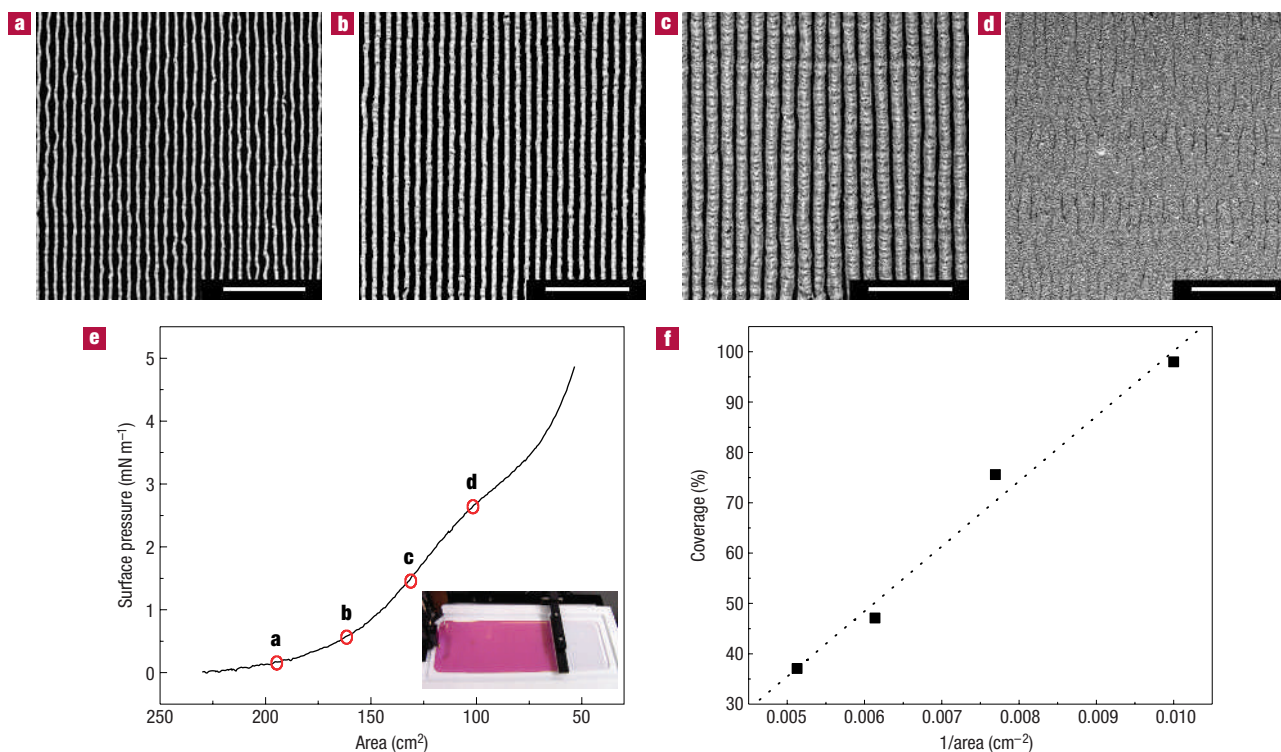 a
b
c
d
e
5
4
3
2
1
0
Surface pressure (mN m⁻¹)
a
b
c
d
250
200
150
100
50
Area (cm²)
f
100
90
80
70
60
50
40
30
Coverage (%)
0.005
0.006
0.007
0.008
0.009
0.010
1/area (cm⁻²)